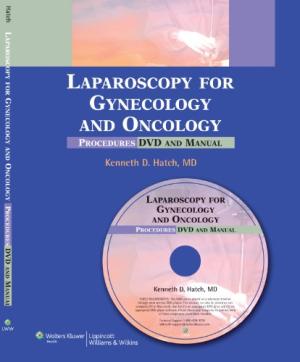 Hatch
LAPAROSCOPY FOR GYNECOLOGY AND ONCOLOGY PROCEDURES DVD AND MANUAL
LWW
LAPAROSCOPY FOR
GYNECOLOGY
AND ONCOLOGY
PROCEDURES DVD AND MANUAL
Kenneth D. Hatch, MD
LAPAROSCOPY FOR
GYNECOLOGY
AND ONCOLOGY
PROCEDURES DVD AND MANUAL
Kenneth D. Hatch, MD
Wolters Kluwer Lippincott
Health Williams & Wilkins